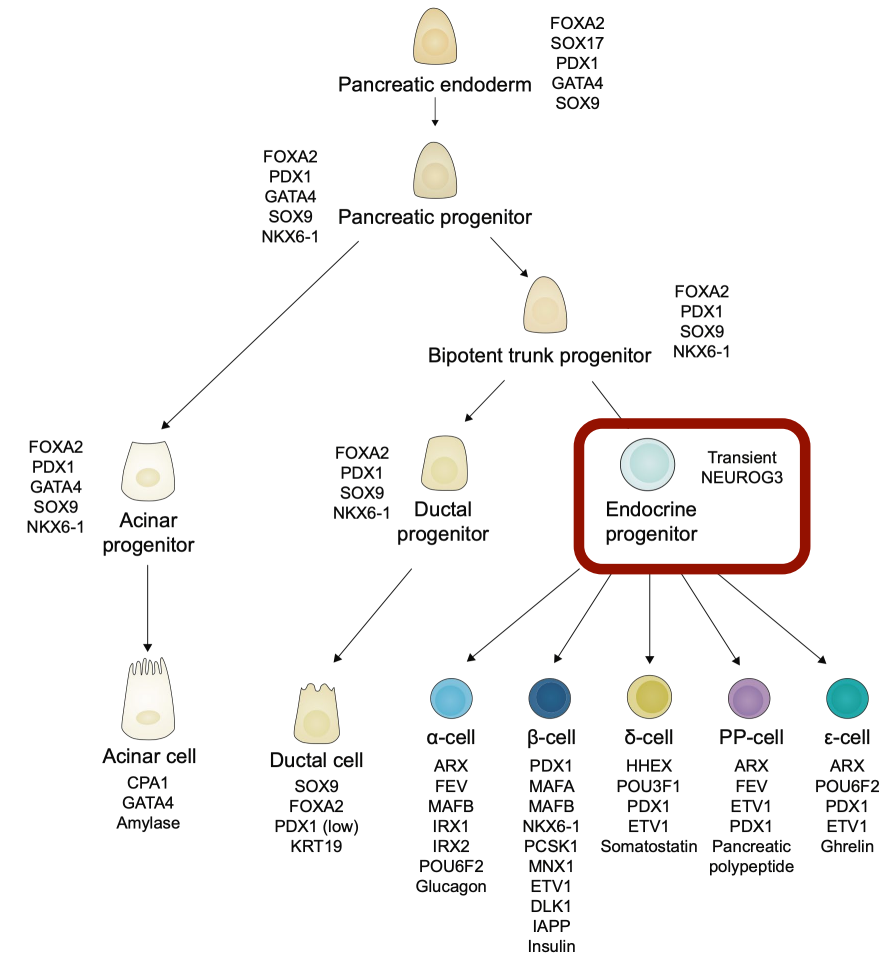 FOXA2
SOX17
PDX1
GATA4
SOX9
Pancreatic endoderm
FOXA2
PDX1
GATA4
SOX9
NKX6-1
Pancreatic progenitor
FOXA2
PDX1
SOX9
NKX6-1
Bipotent trunk progenitor
FOXA2
PDX1
GATA4
SOX9
NKX6-1
Acinar
progenitor
FOXA2
PDX1
SOX9
NKX6-1
Ductal
progenitor
Transient
NEUROG3
Endocrine
progenitor
Acinar cell
CPA1
GATA4
Amylase
Ductal cell
SOX9
FOXA2
PDX1 (low)
KRT19
α-cell
ARX
FEV
MAFB
IRX1
IRX2
POU6F2
Glucagon
β-cell
PDX1
MAFA
MAFB
NKX6-1
PCSK1
MNX1
ETV1
DLK1
IAPP
Insulin
δ-cell
HHEX
POU3F1
PDX1
ETV1
Somatostatin
PP-cell
ARX
FEV
ETV1
PDX1
Pancreatic
polypeptide
ε-cell
ARX
POU6F2
PDX1
ETV1
Ghrelin